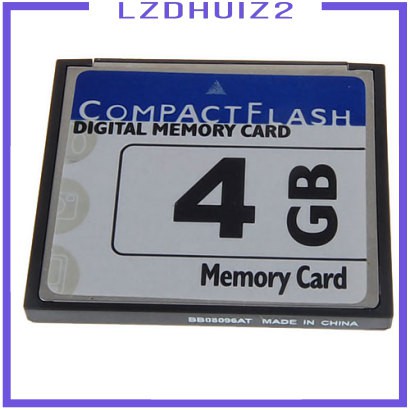 LZDHUIZ2
COMPACTFLASH
DIGITAL MEMORY CARD
4 GB
Memory Card
BB08096AT MADE IN CHINA